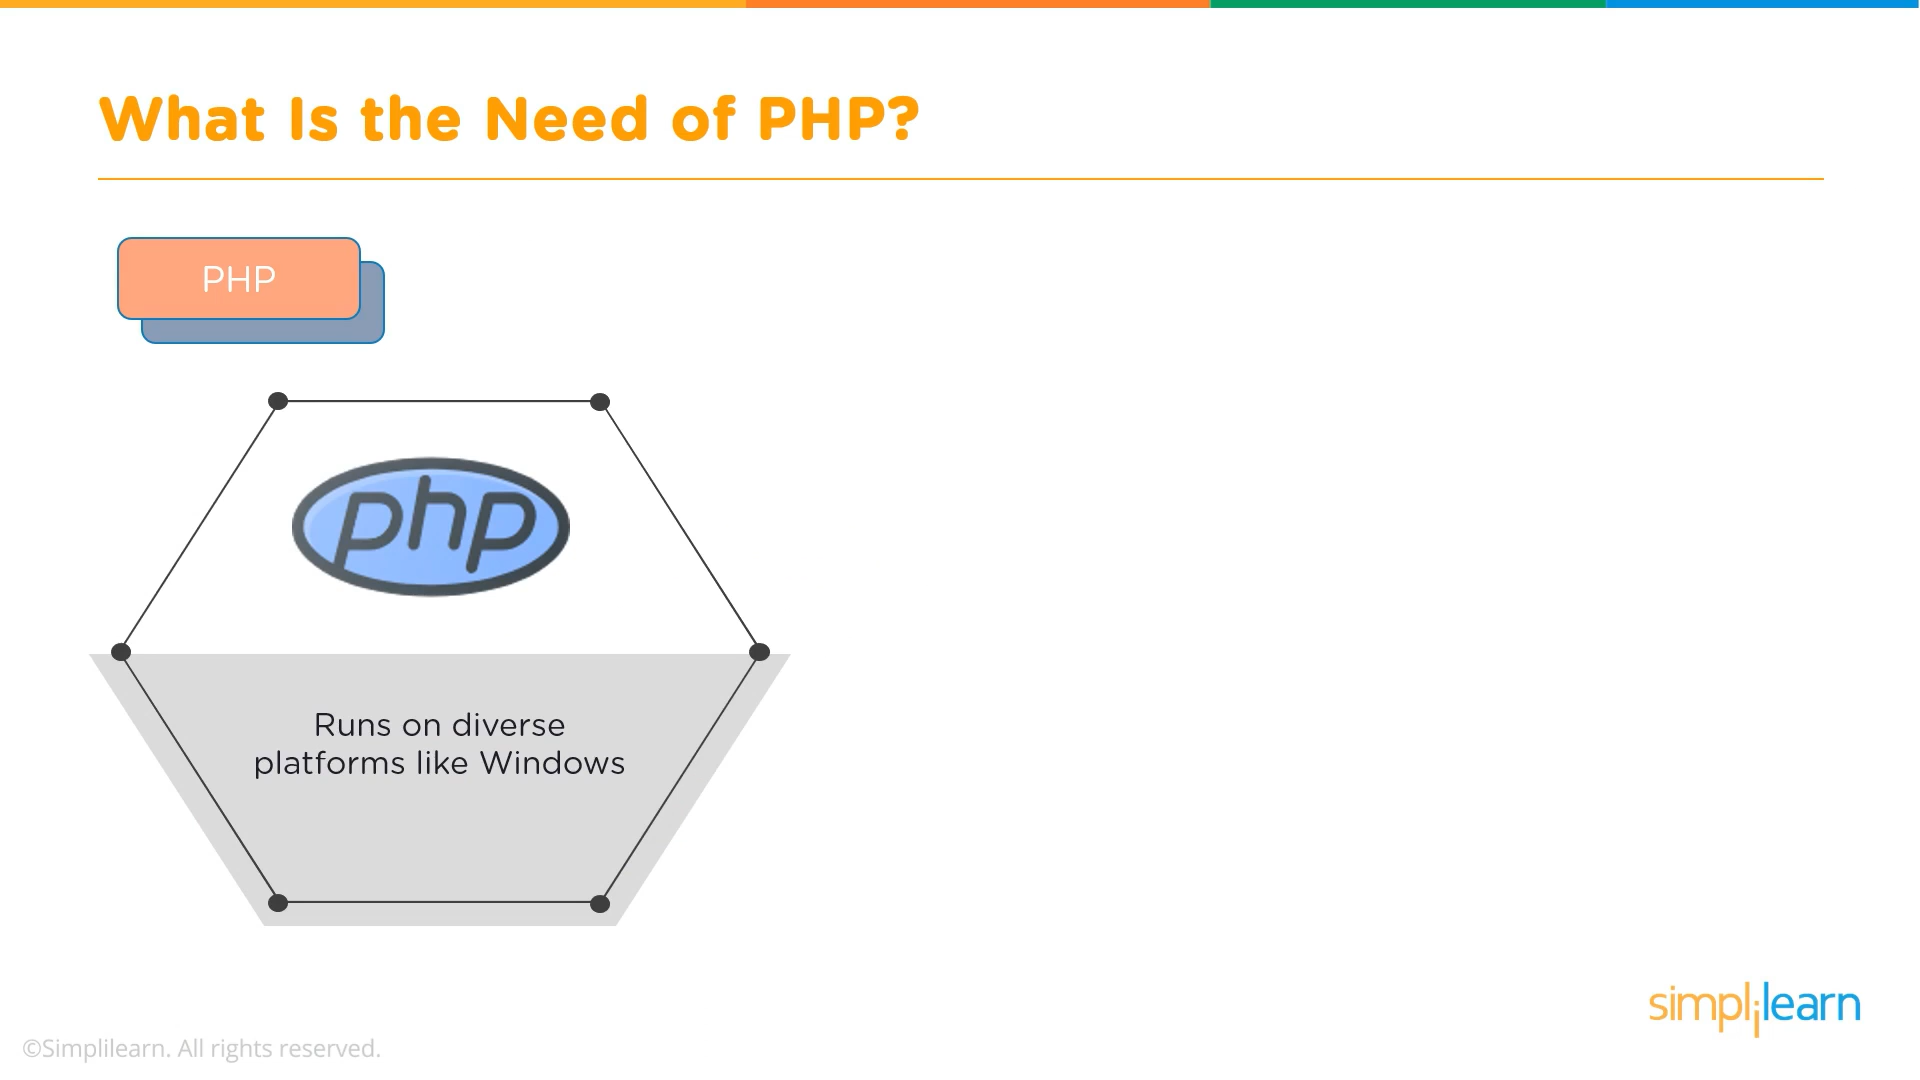 What Is the Need of PHP?
PHP
php
Runs on diverse
platforms like Windows
simplilearn
©Simplilearn. All rights reserved.